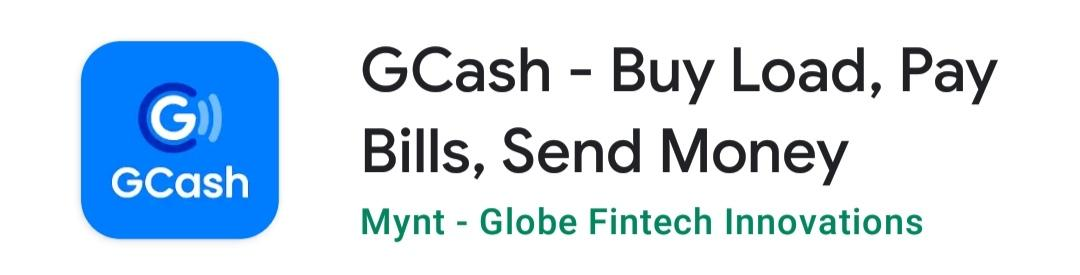 GCash
GCash - Buy Load, Pay
Bills, Send Money
Mynt - Globe Fintech Innovations